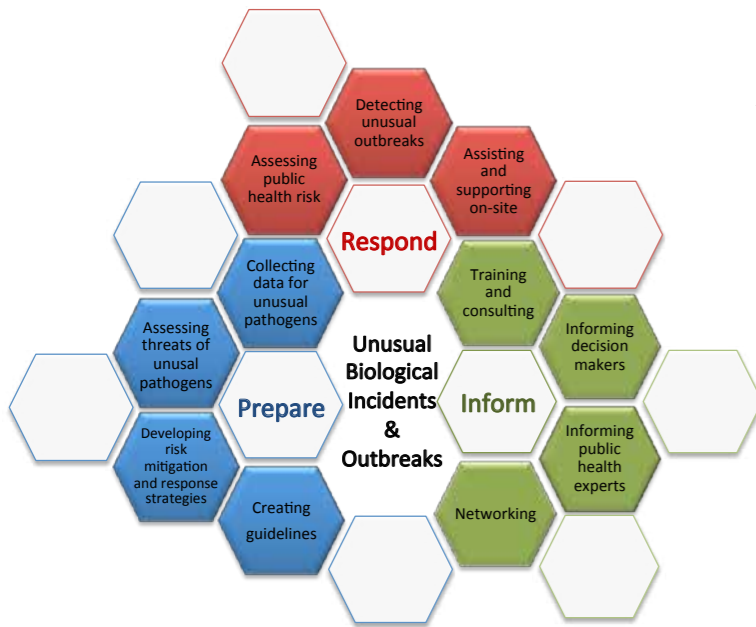 Detecting
unusual
outbreaks
Assessing
public
health risk
Assisting
and
supporting
on-site
Respond
Collecting
data for
unusual
pathogens
Training
and
consulting
Assessing
threats of
unusal
pathogens
Informing
decision
makers
Unusual
Biological
Incidents
&
Outbreaks
Prepare
Inform
Developing
risk
mitigation
and response
strategies
Informing
public
health
experts
Creating
guidelines
Networking